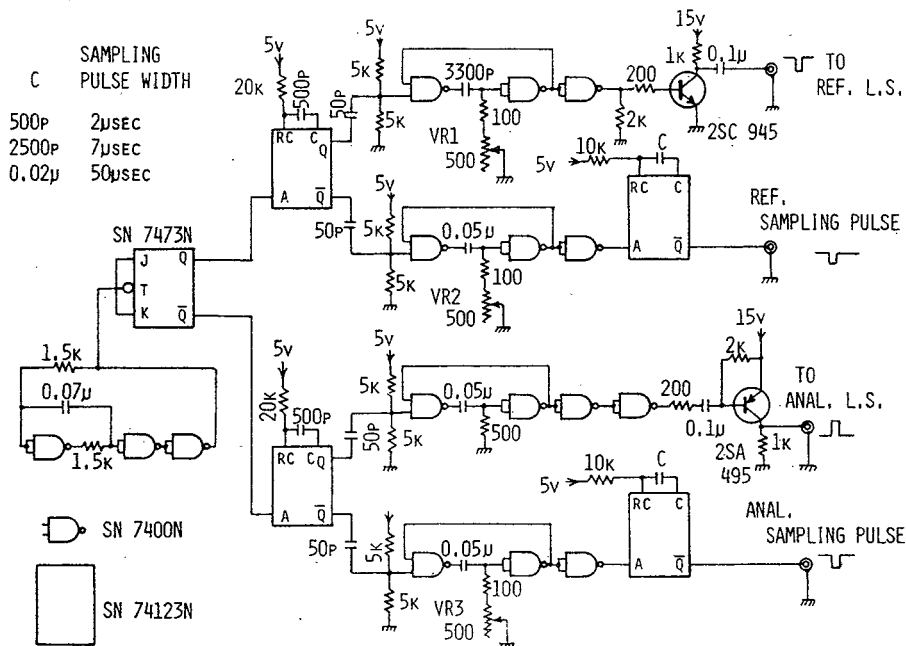 SAMPLING
C PULSE WIDTH
500P 2μSEC
2500P 7μSEC
0.02μ 50μSEC
5V
20K
500P
RC C
Q
A Q̅
50P
5V
5K
5K
3300P
100
VR1
500
200
2K
15V
1K
0.1μ
2SC 945
TO
REF. L.S.
50P
5V
5K
5K
0.05μ
100
VR2
500
5V
10K
C
RC C
A Q̅
REF.
SAMPLING PULSE
SN 7473N
J Q
T
K Q̅
1.5K
0.07μ
1.5K
5V
20K
500P
RC C
Q
A Q̅
50P
5V
5K
5K
0.05μ
500
200
0.1μ
2K
15V
2SA
495
1K
TO
ANAL. L.S.
50P
5K
5K
0.05μ
100
VR3
500
5V
10K
C
RC C
A Q̅
ANAL.
SAMPLING PULSE
SN 7400N
SN 74123N